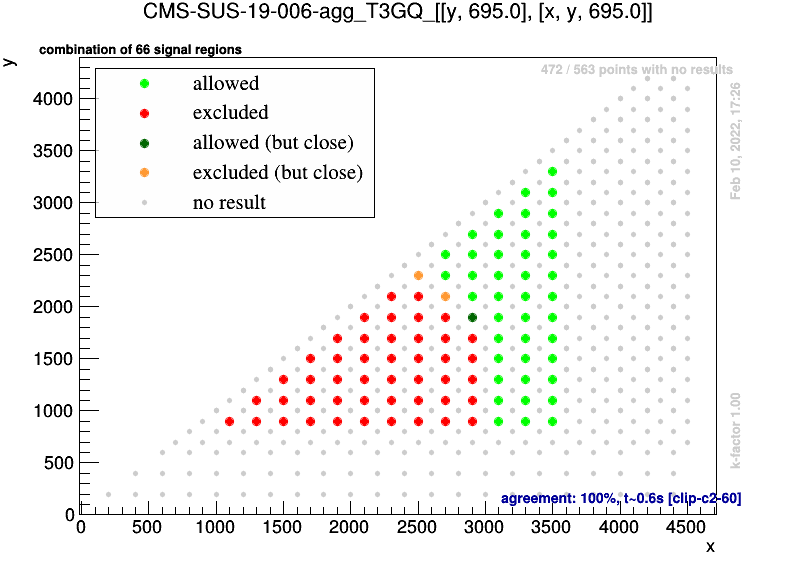 CMS-SUS-19-006-agg_T3GQ_[[y, 695.0], [x, y, 695.0]]
combination of 66 signal regions
y
472 / 563 points with no results
allowed
excluded
allowed (but close)
excluded (but close)
no result
Feb 10, 2022, 17:26
k-factor 1.00
4000
3500
3000
2500
2000
1500
1000
500
0
agreement: 100%, t~0.6s [clip-c2-60]
0 500 1000 1500 2000 2500 3000 3500 4000 4500
x